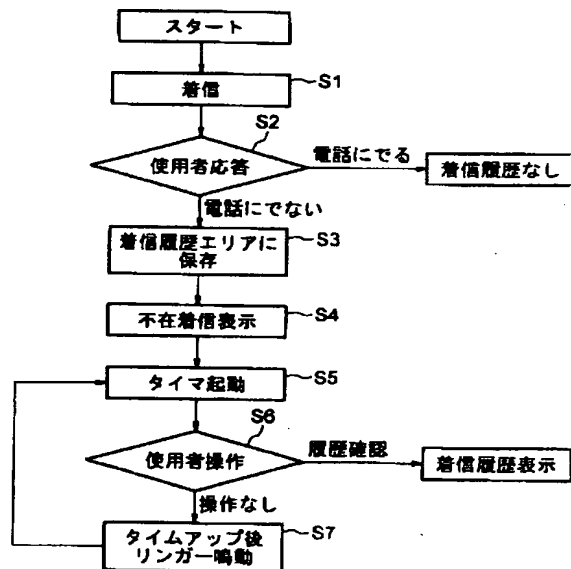 スタート
着信
S1
S2
使用者応答
電話にでる
着信履歴なし
電話にでない
着信履歴エリアに
保存
S3
不在着信表示
S4
タイマ起動
S5
S6
使用者操作
履歴確認
着信履歴表示
操作なし
タイムアップ後
リンガー鳴動
S7